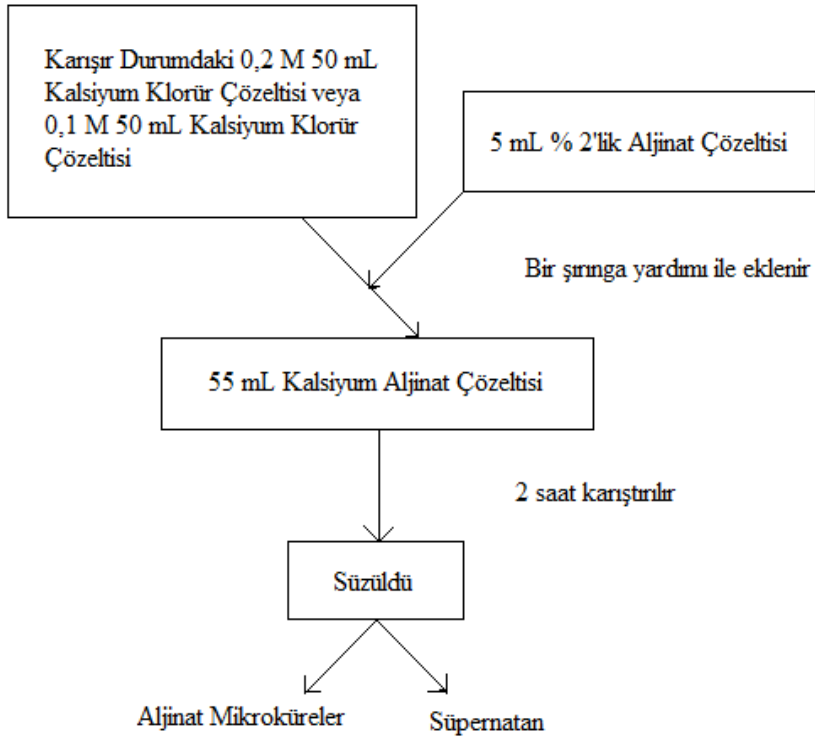 Karışır Durumdaki 0,2 M 50 mL
Kalsiyum Klorür Çözeltisi veya
0,1 M 50 mL Kalsiyum Klorür
Çözeltisi
5 mL % 2'lik Aljinat Çözeltisi
Bir şırınga yardımı ile eklenir
55 mL Kalsiyum Aljinat Çözeltisi
2 saat karıştırılır
Süzüldü
Aljinat Mikroküreler
Süpernatan